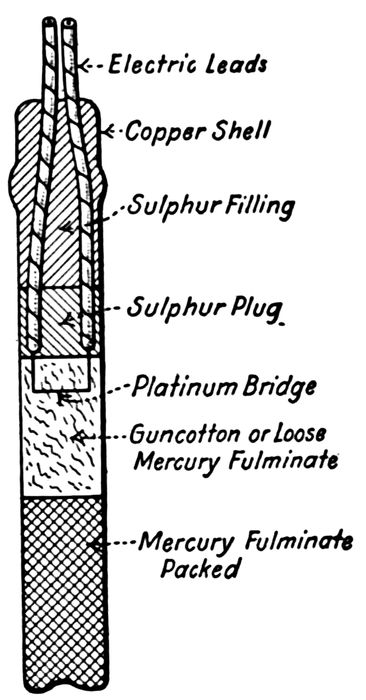 Electric Leads
Copper Shell
Sulphur Filling
Sulphur Plug
Platinum Bridge
Guncotton or Loose
Mercury Fulminate
Mercury Fulminate
Packed